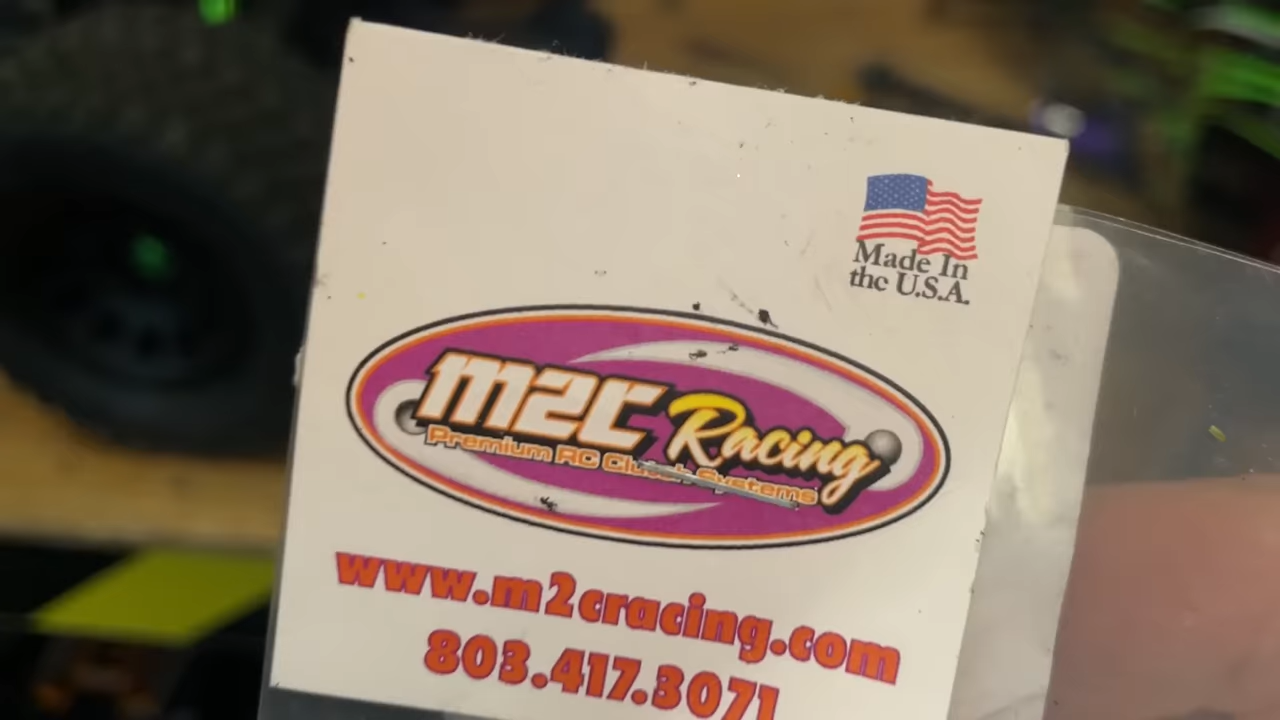 Made In
the U.S.A.
M2C Racing
Premium RC Clutch Systems
www.m2cracing.com
803.417.3071